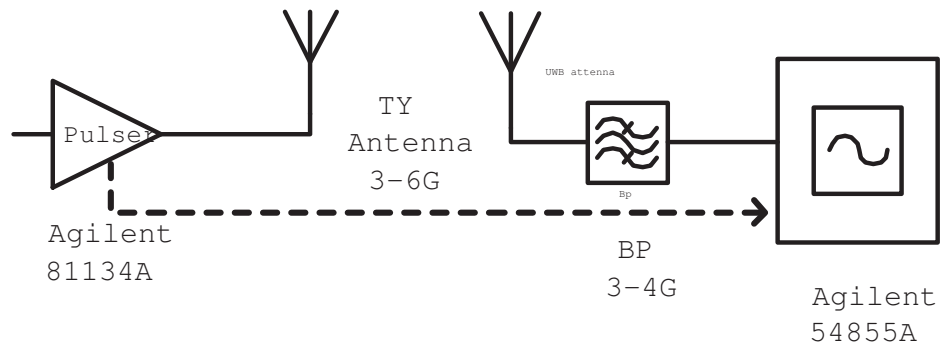 UWB attenna
TY
Antenna
3-6G
Pulser
Bp
Agilent
81134A
BP
3-4G
Agilent
54855A